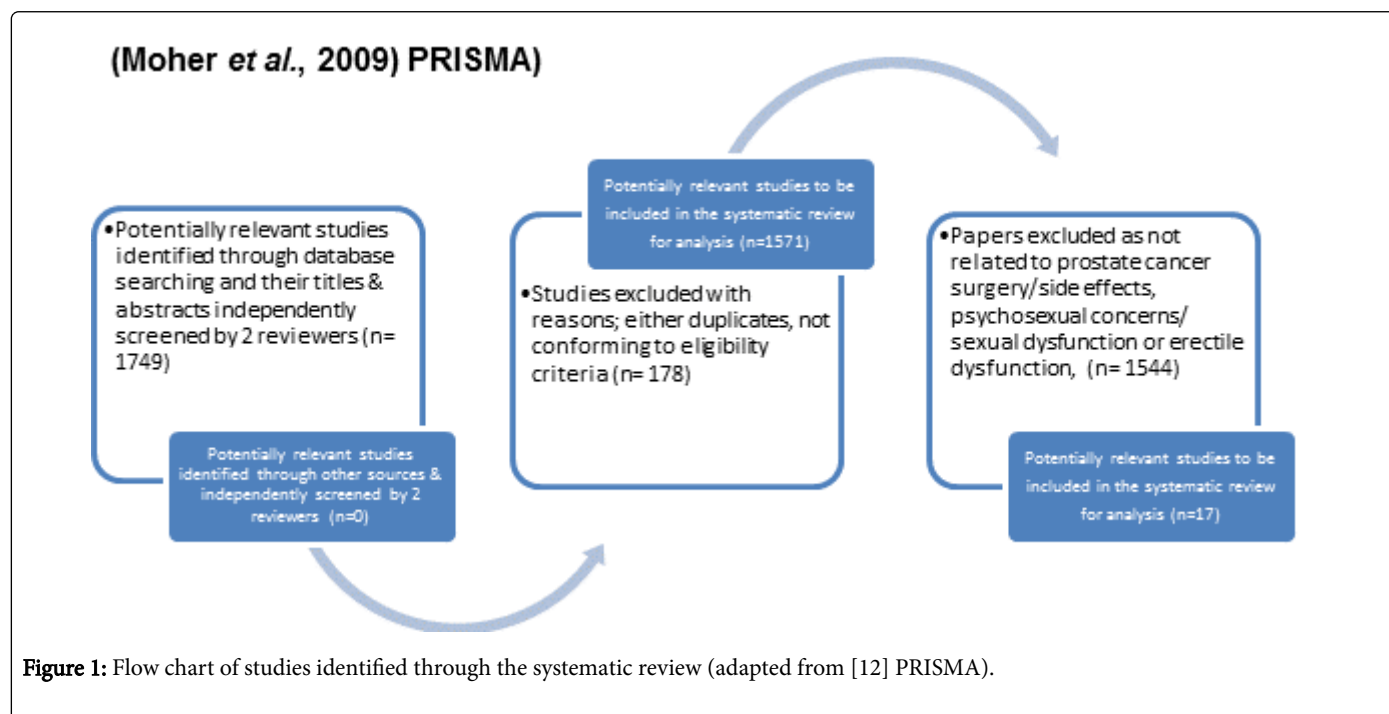 (Moher et al., 2009) PRISMA)
•Potentially relevant studies
identified through database
searching and their titles &
abstracts independently
screened by 2 reviewers (n=
1749)
Potentially relevant studies
identified through other sources &
independently screened by 2
reviewers (n=0)
Potentially relevant studies to be
included in the systematic review
for analysis (n=1571)
•Studies excluded with
reasons; either duplicates, not
conforming to eligibility
criteria (n= 178)
•Papers excluded as not
related to prostate cancer
surgery/side effects,
psychosexual concerns/
sexual dysfunction or erectile
dysfunction, (n= 1544)
Potentially relevant studies to be
included in the systematic review
for analysis (n=17)
Figure 1: Flow chart of studies identified through the systematic review (adapted from [12] PRISMA).